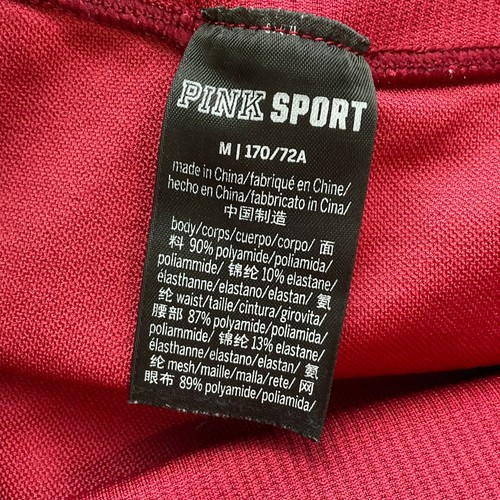 PINK SPORT
M | 170/72A
made in China/fabriqué en Chine/
hecho en China/fabbricato in Cina/
中国制造
body/corps/cuerpo/corpo/ 面
料 90% polyamide/poliamida/
poliammide/ 锦纶 10% elastane/
élasthanne/elastano/elastan/ 氨
纶 waist/taille/cintura/girovita/
腰部 87% polyamide/poliamida/
poliammide/ 锦纶 13% elastane/
élasthanne/elastano/elastan/ 氨
纶 mesh/maille/malla/rete/ 网
眼布 89% polyamide/poliamida/